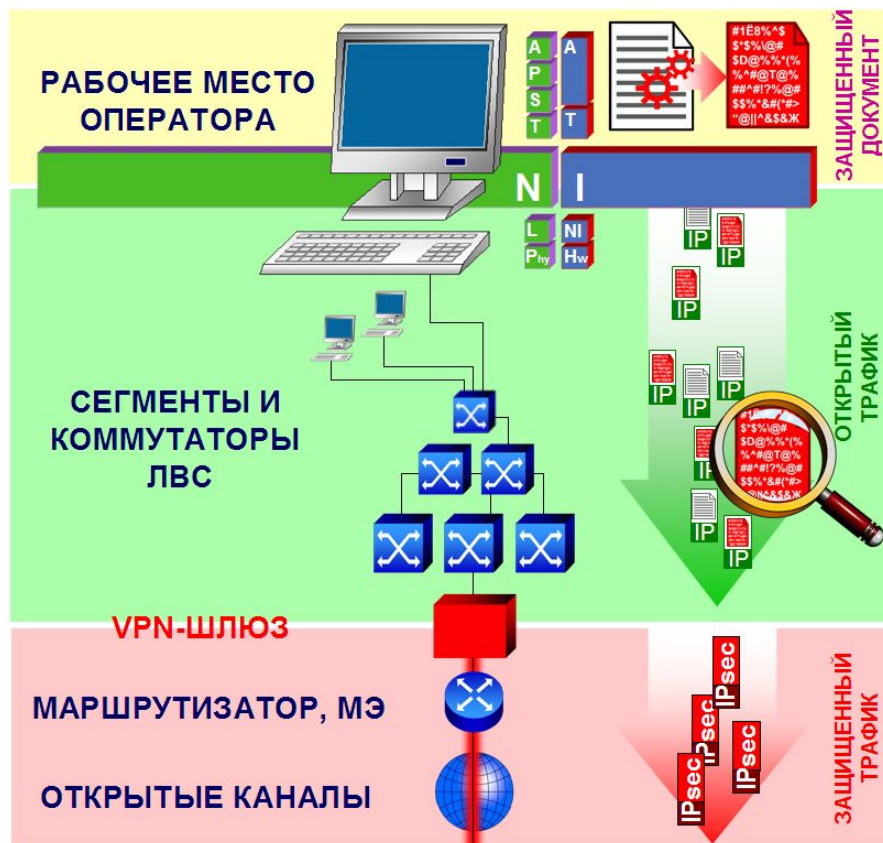 РАБОЧЕЕ МЕСТО
ОПЕРАТОРА
A
P
S
T
A
T
#1Ё8%^$
$*$%\@#
$D@%%*(%
%^#@T@%
##^#!?%@#
$$%*&#(*#>
“@||^&$&Ж
ЗАЩИЩЕННЫЙ
ДОКУМЕНТ
N
I
L
Phy
NI
Hw
IP
IP
IP
IP
IP
IP
IP
IP
IP
СЕГМЕНТЫ И
КОММУТАТОРЫ
ЛВС
$*$%\@#
$D@%%*(%
%^#@T@%
##^#!?%@#
$$%*&#(*#>
ОТКРЫТЫЙ
ТРАФИК
VPN-ШЛЮЗ
МАРШРУТИЗАТОР, МЭ
ОТКРЫТЫЕ КАНАЛЫ
IPsec
IPsec
IPsec
IPsec
ЗАЩИЩЕННЫЙ
ТРАФИК